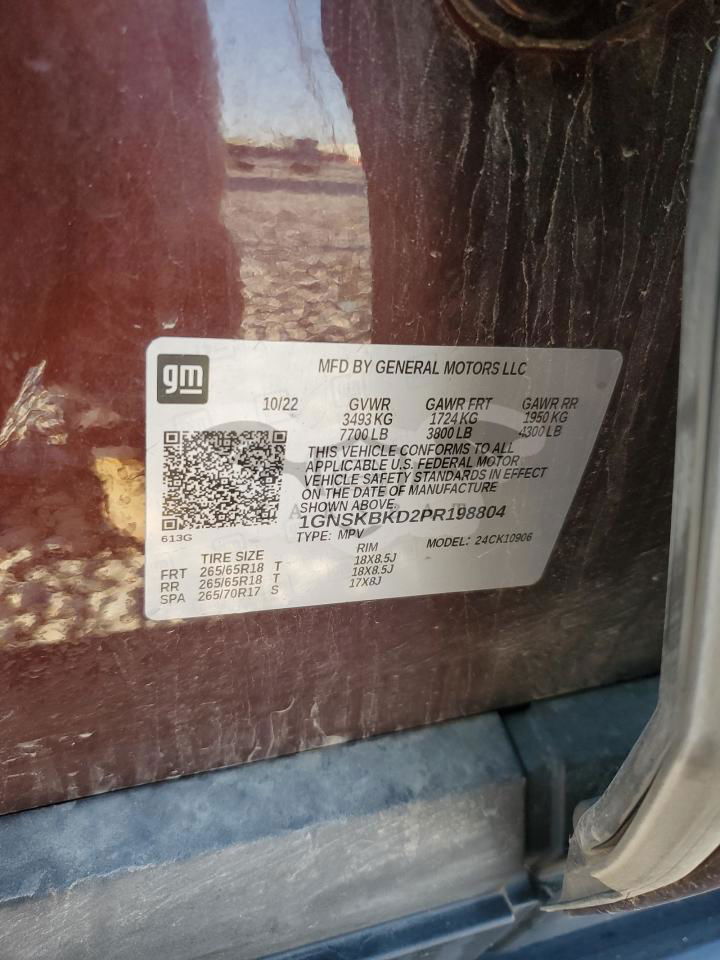 gm
MFD BY GENERAL MOTORS LLC
10/22 GVWR GAWR FRT GAWR RR
3493 KG 1724 KG 1950 KG
7700 LB 3800 LB 4300 LB
THIS VEHICLE CONFORMS TO ALL
APPLICABLE U.S. FEDERAL MOTOR
VEHICLE SAFETY STANDARDS IN EFFECT
ON THE DATE OF MANUFACTURE
SHOWN ABOVE.
1GNSKBKD2PR198804
613G
TYPE: MPV MODEL: 24CK10906
TIRE SIZE RIM
FRT 265/65R18 T 18X8.5J
RR 265/65R18 T 18X8.5J
SPA 265/70R17 S 17X8J